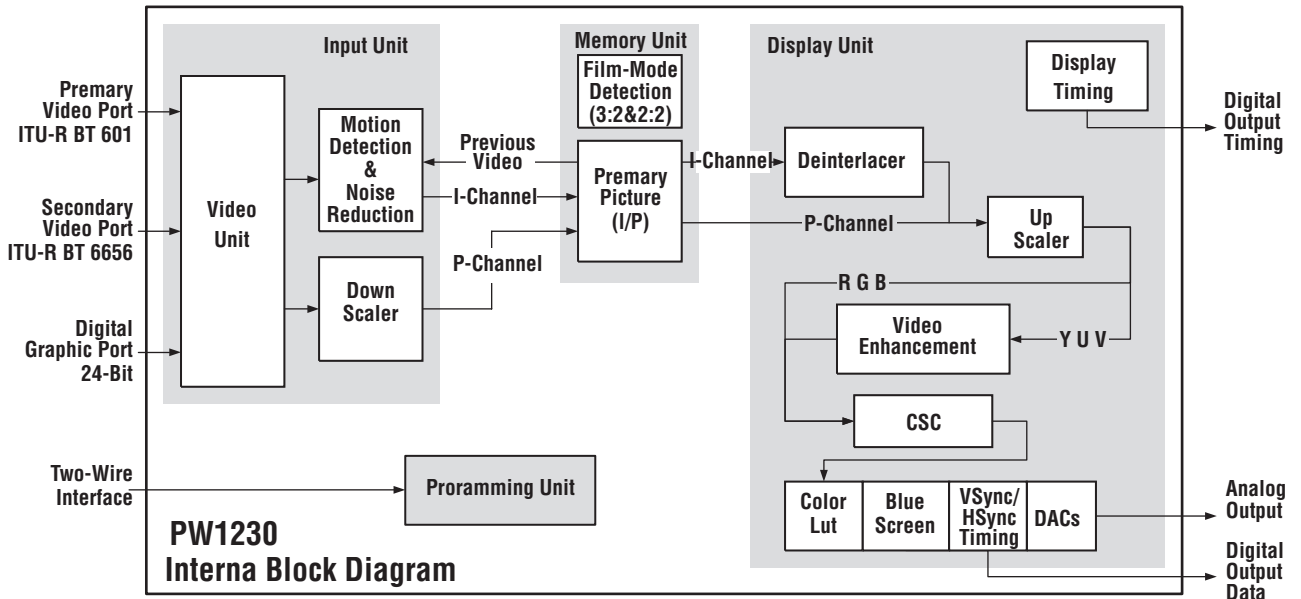 Input Unit
Memory Unit
Display Unit
Premary
Video Port
ITU-R BT 601
Secondary
Video Port
ITU-R BT 6656
Digital
Graphic Port
24-Bit
Video
Unit
Motion
Detection
&
Noise
Reduction
Down
Scaler
Previous
Video
I-Channel
P-Channel
Film-Mode
Detection
(3:2&2:2)
Premary
Picture
(I/P)
I-Channel
P-Channel
Deinterlacer
Display
Timing
Digital
Output
Timing
Up
Scaler
R G B
Video
Enhancement
Y U V
CSC
Color
Lut
Blue
Screen
VSync/
HSync
Timing
DACs
Analog
Output
Digital
Output
Data
Two-Wire
Interface
Proramming Unit
PW1230
Interna Block Diagram